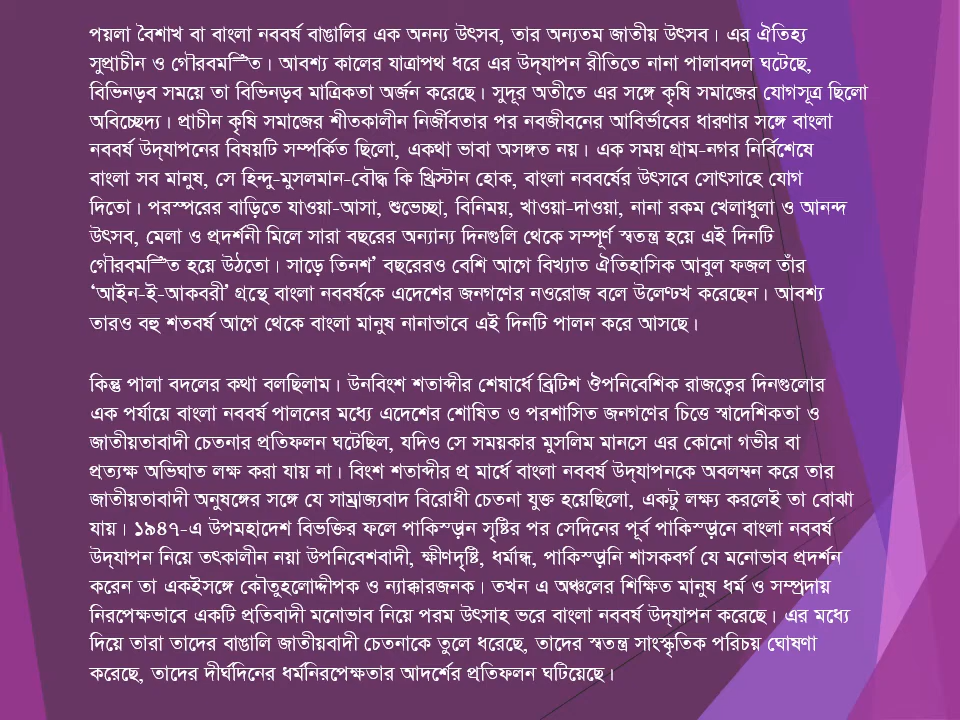 পয়লা বৈশাখ বা বাংলা নববর্ষ বাঙালির এক অনন্য উৎসব, তার অন্যতম জাতীয় উৎসব। এর ঐতিহ্য
সুপ্রাচীন ও গৌরবমন্ডিত। আবশ্য কালের যাত্রাপথ ধরে এর উদ্‌যাপন রীতিতে নানা পালাবদল ঘটেছে,
বিভিনড়ব সময়ে তা বিভিনড়ব মাত্রিকতা অর্জন করেছে। সুদূর অতীতে এর সঙ্গে কৃষি সমাজের যোগসূত্র ছিলো
অবিচ্ছেদ্য। প্রাচীন কৃষি সমাজের শীতকালীন নির্জীবতার পর নবজীবনের আবির্ভাবের ধারণার সঙ্গে বাংলা
নববর্ষ উদ্‌যাপনের বিষয়টি সম্পর্কিত ছিলো, একথা ভাবা অসঙ্গত নয়। এক সময় গ্রাম-নগর নির্বিশেষে
বাংলা সব মানুষ, সে হিন্দু-মুসলমান-বৌদ্ধ কি খ্রিস্টান হোক, বাংলা নববর্ষের উৎসবে সোৎসাহে যোগ
দিতো। পরস্পরের বাড়িতে যাওয়া-আসা, শুভেচ্ছা, বিনিময়, খাওয়া-দাওয়া, নানা রকম খেলাধুলা ও আনন্দ
উৎসব, মেলা ও প্রদর্শনী মিলে সারা বছরের অন্যান্য দিনগুলি থেকে সম্পূর্ণ স্বতন্ত্র হয়ে এই দিনটি
গৌরবমন্ডিত হয়ে উঠতো। সাড়ে তিনশ’ বছরেরও বেশি আগে বিখ্যাত ঐতিহাসিক আবুল ফজল তাঁর
‘আইন-ই-আকবরী’ গ্রন্থে বাংলা নববর্ষকে এদেশের জনগণের নওরোজ বলে উলেণ্ঢখ করেছেন। আবশ্য
তারও বহু শতবর্ষ আগে থেকে বাংলা মানুষ নানাভাবে এই দিনটি পালন করে আসছে।

কিন্তু পালা বদলের কথা বলছিলাম। উনবিংশ শতাব্দীর শেষার্ধে ব্রিটিশ ঔপনিবেশিক রাজত্বের দিনগুলোর
এক পর্যায়ে বাংলা নববর্ষ পালনের মধ্যে এদেশের শোষিত ও পরশাসিত জনগণের চিত্তে স্বাদেশিকতা ও
জাতীয়তাবাদী চেতনার প্রতিফলন ঘটেছিল, যদিও সে সময়কার মুসলিম মানসে এর কোনো গভীর বা
প্রত্যক্ষ অভিঘাত লক্ষ করা যায় না। বিংশ শতাব্দীর প্র মার্ধে বাংলা নববর্ষ উদ্‌যাপনকে অবলম্বন করে তার
জাতীয়তাবাদী অনুষঙ্গের সঙ্গে যে সাম্রাজ্যবাদ বিরোধী চেতনা যুক্ত হয়েছিলো, একটু লক্ষ্য করলেই তা বোঝা
যায়। ১৯৪৭-এ উপমহাদেশ বিভক্তির ফলে পাকিস্ড়ন সৃষ্টির পর সেদিনের পূর্ব পাকিস্ড়নে বাংলা নববর্ষ
উদ্‌যাপন নিয়ে তৎকালীন নয়া উপনিবেশবাদী, ক্ষীণদৃষ্টি, ধর্মান্ধ, পাকিস্ড়নি শাসকবর্গ যে মনোভাব প্রদর্শন
করেন তা একইসঙ্গে কৌতুহলোদ্দীপক ও ন্যাক্কারজনক। তখন এ অঞ্চলের শিক্ষিত মানুষ ধর্ম ও সম্প্রদায়
নিরপেক্ষভাবে একটি প্রতিবাদী মনোভাব নিয়ে পরম উৎসাহ ভরে বাংলা নববর্ষ উদ্‌যাপন করেছে। এর মধ্যে
দিয়ে তারা তাদের বাঙালি জাতীয়বাদী চেতনাকে তুলে ধরেছে, তাদের স্বতন্ত্র সাংস্কৃতিক পরিচয় ঘোষণা
করেছে, তাদের দীর্ঘদিনের ধর্মনিরপেক্ষতার আদর্শের প্রতিফলন ঘটিয়েছে।